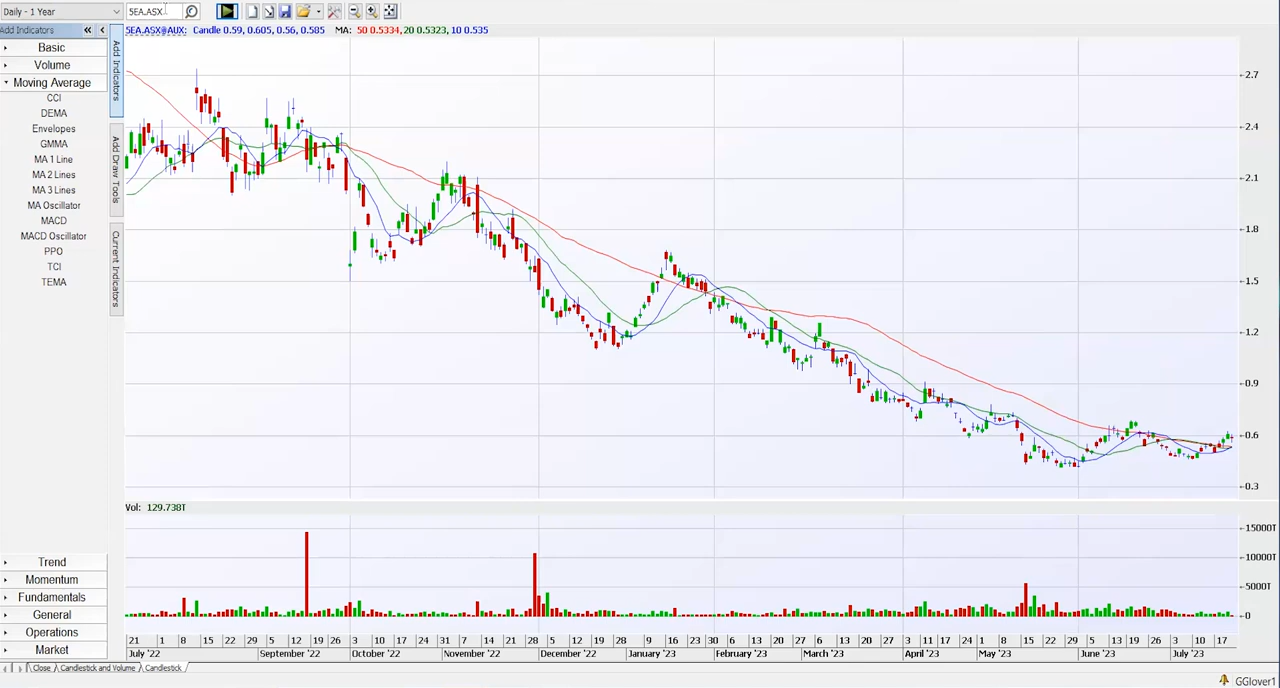 Daily - 1 Year 5EA.ASX
Add Indicators
5EA.ASX@AUX: Candle 0.59, 0.605, 0.56, 0.585 MA: 50 0.5334, 20 0.5323, 10 0.535
Basic
Volume
Moving Average
CCI
DEMA
Envelopes
GMMA
MA 1 Line
MA 2 Lines
MA 3 Lines
MA Oscillator
MACD
MACD Oscillator
PPO
TCI
TEMA
Trend
Momentum
Fundamentals
General
Operations
Market
Add Indicators
Add Draw Tools
Current Indicators
2.7
2.4
2.1
1.8
1.5
1.2
0.9
0.6
0.3
Vol: 129.738T
15000T
10000T
5000T
0
21 1 8 15 22 29 5 12 19 26 3 10 17 24 31 7 14 21 28 5 12 19 28 9 16 23 30 6 13 20 27 6 13 20 27 3 11 17 24 1 8 15 22 29 5 13 19 26 3 10 17
July '22 September '22 October '22 November '22 December '22 January '23 February '23 March '23 April '23 May '23 June '23 July '23
Close Candlestick and Volume Candlestick
GGlover1